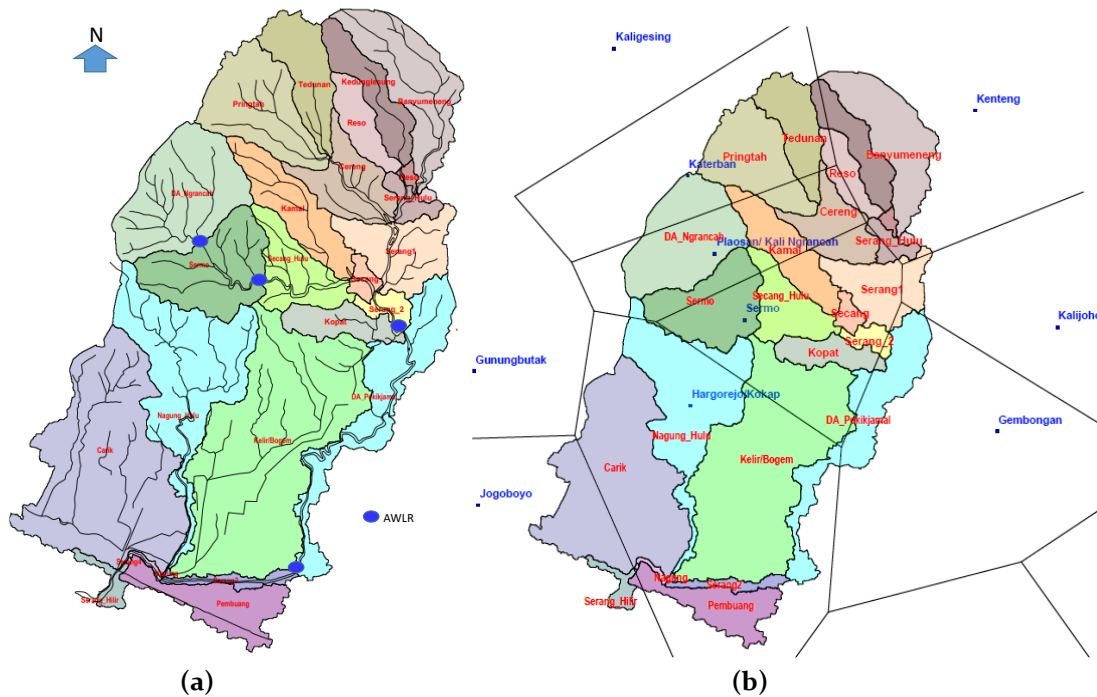 N
Tedunan
Kedunglesung
Pringtah
Banyumeneng
Reso
Cereng
Serang_Hulu
DA_Ngrancah
Kamal
Serang1
Secang_Hulu
Sermo
Serang_2
Kopat
DA_Pekikjamal
Nagung_Hulu
Kelir/Bogem
Carik
AWLR
Pembuang
Serang_Hilir
(a)
Kaligesing
Kenteng
Tedunan
Pringtah
Banyumeneng
Katerban
Reso
Cereng
DA_Ngrancah
Plaosan/ Kali Ngrancah
Serang_Hulu
Kamal
Secang_Hulu
Serang1
Sermo
Sermo
Secang
Kalijoho
Serang_2
Kopat
Gunungbutak
Hargorejo/Kokap
DA_Pekikjamal
Gembongan
Nagung_Hulu
Kelir/Bogem
Carik
Jogoboyo
Nagung
Serang2
Serang_Hilir
Pembuang
(b)